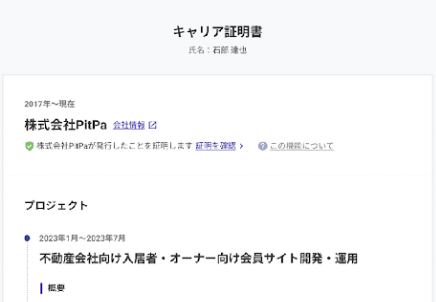 キャリア証明書
氏名：石部 達也
2017年〜現在
株式会社PitPa 会社情報
株式会社PitPaが発行したことを証明します 証明を確認 この機能について
プロジェクト
2023年1月〜2023年7月
不動産会社向け入居者・オーナー向け会員サイト開発・運用
概要